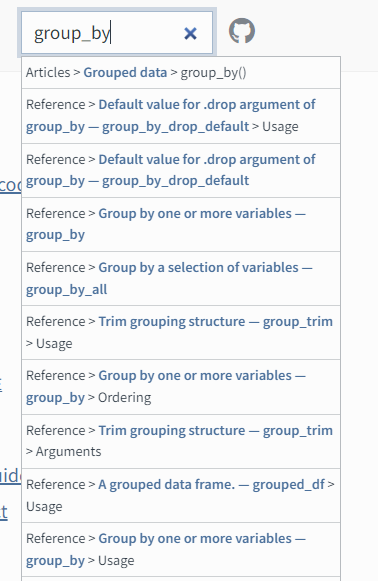 group_by
Articles > Grouped data > group_by()
Reference > Default value for .drop argument of
group_by — group_by_drop_default > Usage
Reference > Default value for .drop argument of
group_by — group_by_drop_default
Reference > Group by one or more variables —
group_by
Reference > Group by a selection of variables —
group_by_all
Reference > Trim grouping structure — group_trim
> Usage
Reference > Group by one or more variables —
group_by > Ordering
Reference > Trim grouping structure — group_trim
> Arguments
Reference > A grouped data frame. — grouped_df >
Usage
Reference > Group by one or more variables —
group_by > Usage